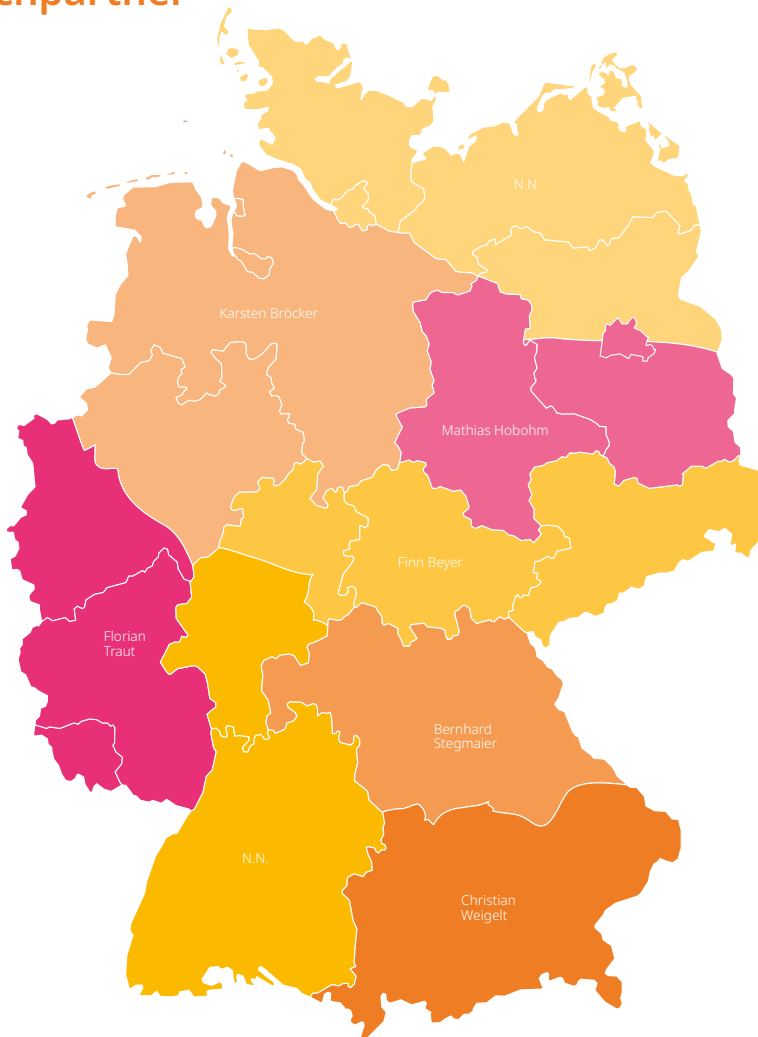 N.N.
Karsten Bröcker
Mathias Hobohm
Finn Beyer
Florian
Traut
Bernhard
Stegmaier
N.N.
Christian
Weigelt